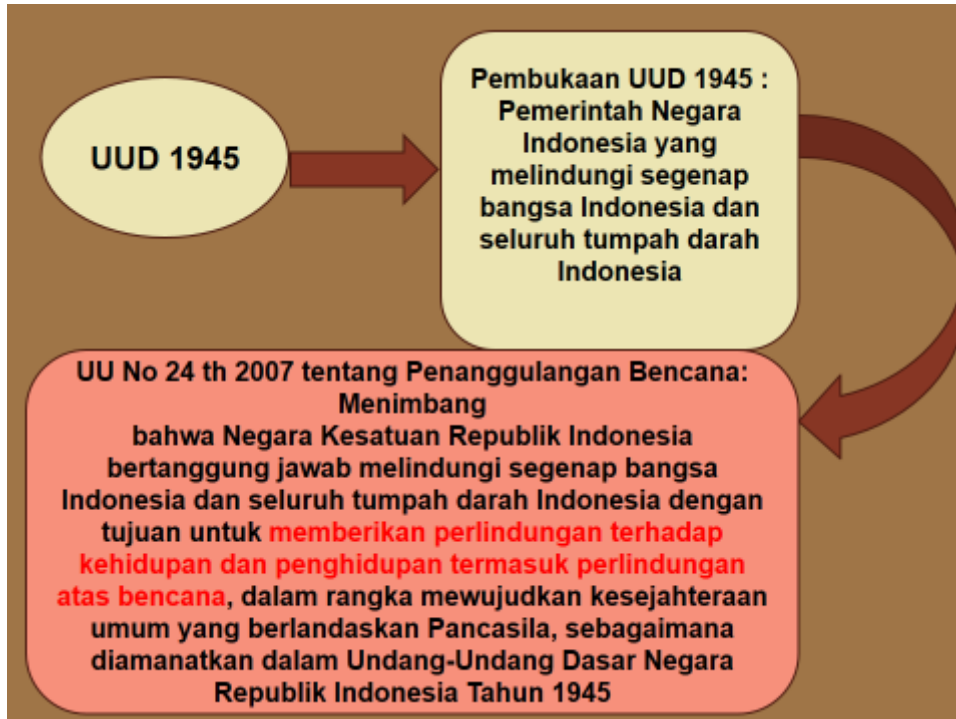 UUD 1945
Pembukaan UUD 1945 :
Pemerintah Negara
Indonesia yang
melindungi segenap
bangsa Indonesia dan
seluruh tumpah darah
Indonesia
UU No 24 th 2007 tentang Penanggulangan Bencana:
Menimbang
bahwa Negara Kesatuan Republik Indonesia
bertanggung jawab melindungi segenap bangsa
Indonesia dan seluruh tumpah darah Indonesia dengan
tujuan untuk memberikan perlindungan terhadap
kehidupan dan penghidupan termasuk perlindungan
atas bencana, dalam rangka mewujudkan kesejahteraan
umum yang berlandaskan Pancasila, sebagaimana
diamanatkan dalam Undang-Undang Dasar Negara
Republik Indonesia Tahun 1945